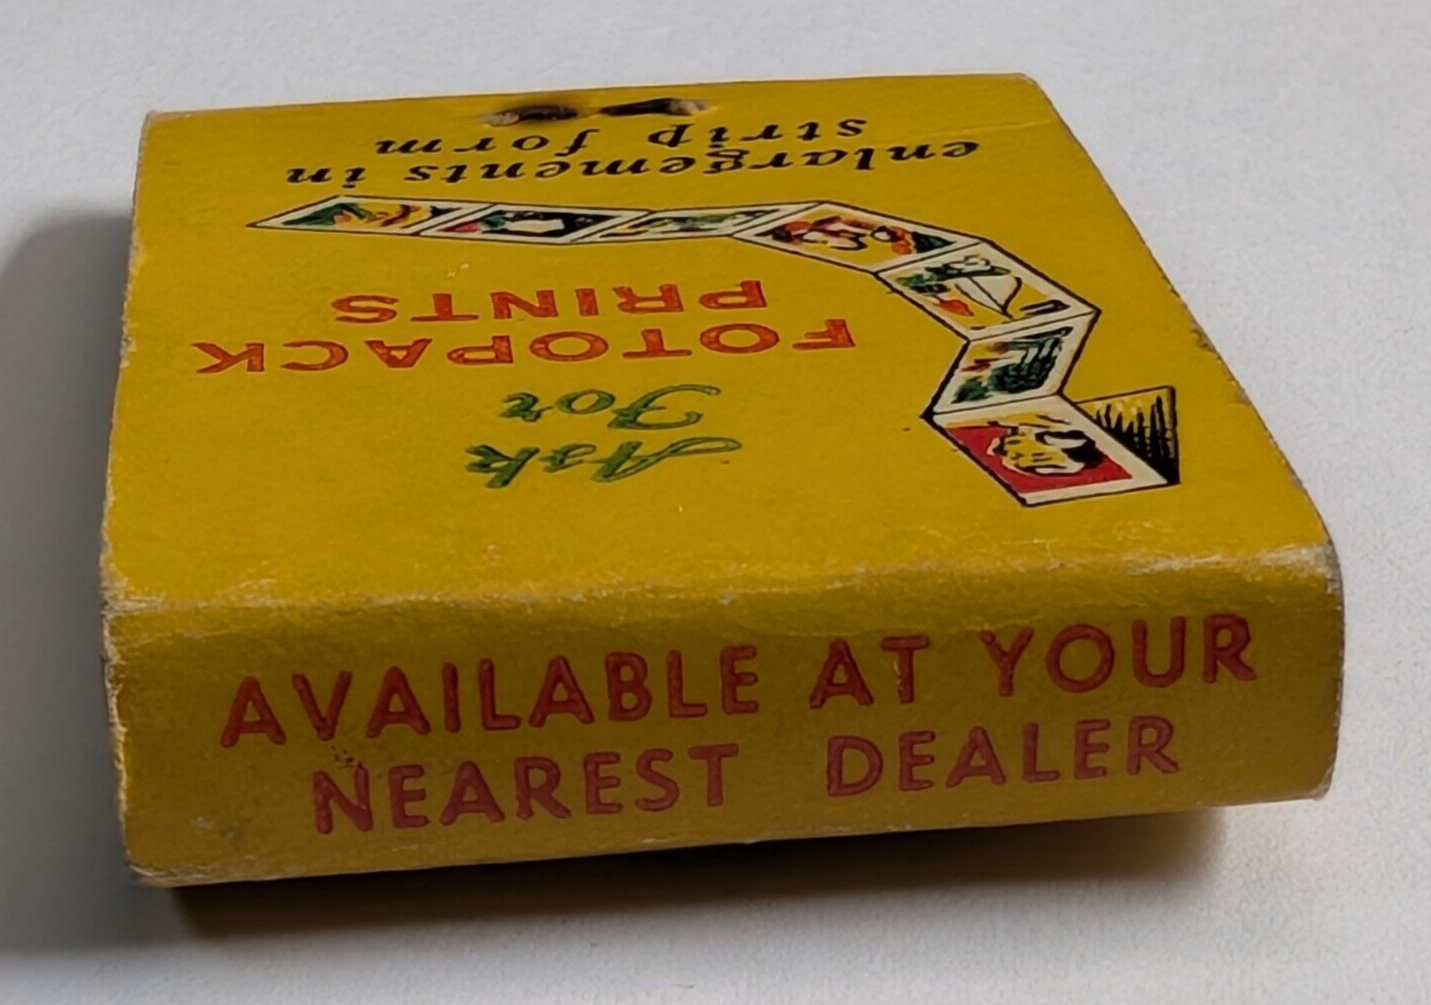 Ask
For
FOTOPACK
PRINTS
enlargements in
strip form
AVAILABLE AT YOUR
NEAREST DEALER